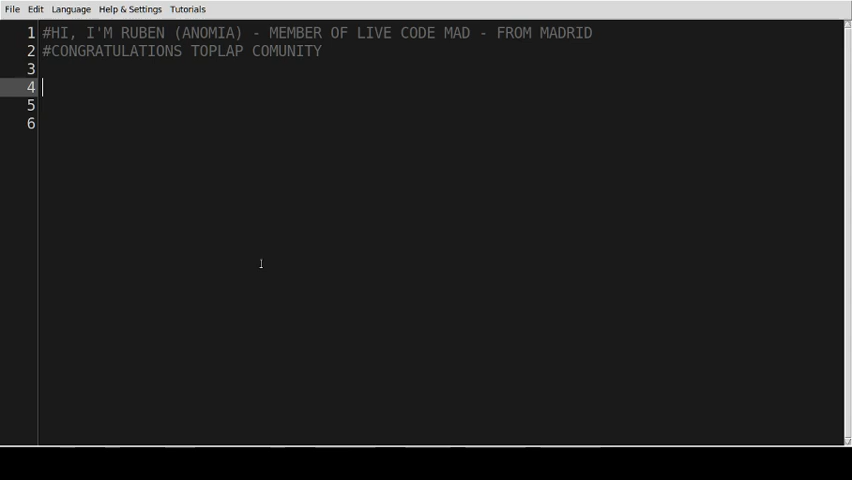 File Edit Language Help & Settings Tutorials
1 #HI, I'M RUBEN (ANOMIA) - MEMBER OF LIVE CODE MAD - FROM MADRID
2 #CONGRATULATIONS TOPLAP COMUNITY
3
4
5
6